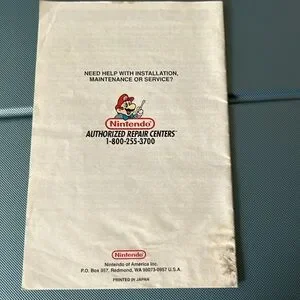 NEED HELP WITH INSTALLATION,
MAINTENANCE OR SERVICE?
Nintendo
AUTHORIZED REPAIR CENTERS™
1-800-255-3700
Nintendo
Nintendo of America Inc.
P.O. Box 957, Redmond, WA 98073-0957 U.S.A.
PRINTED IN JAPAN